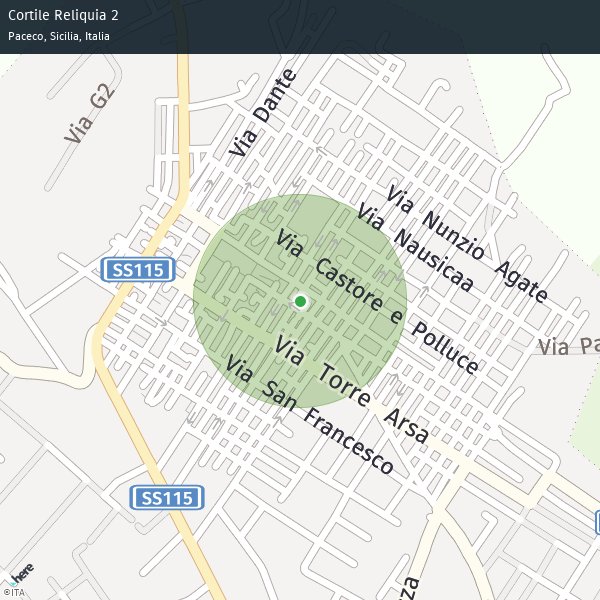 Cortile Reliquia 2
Paceco, Sicilia, Italia
Via G2
Via Dante
Via Nunzio Agate
Via Nausicaa
Via Castore e Polluce
SS115
Via Pa
Via Torre Arsa
Via San Francesco
SS115
here
©ITA